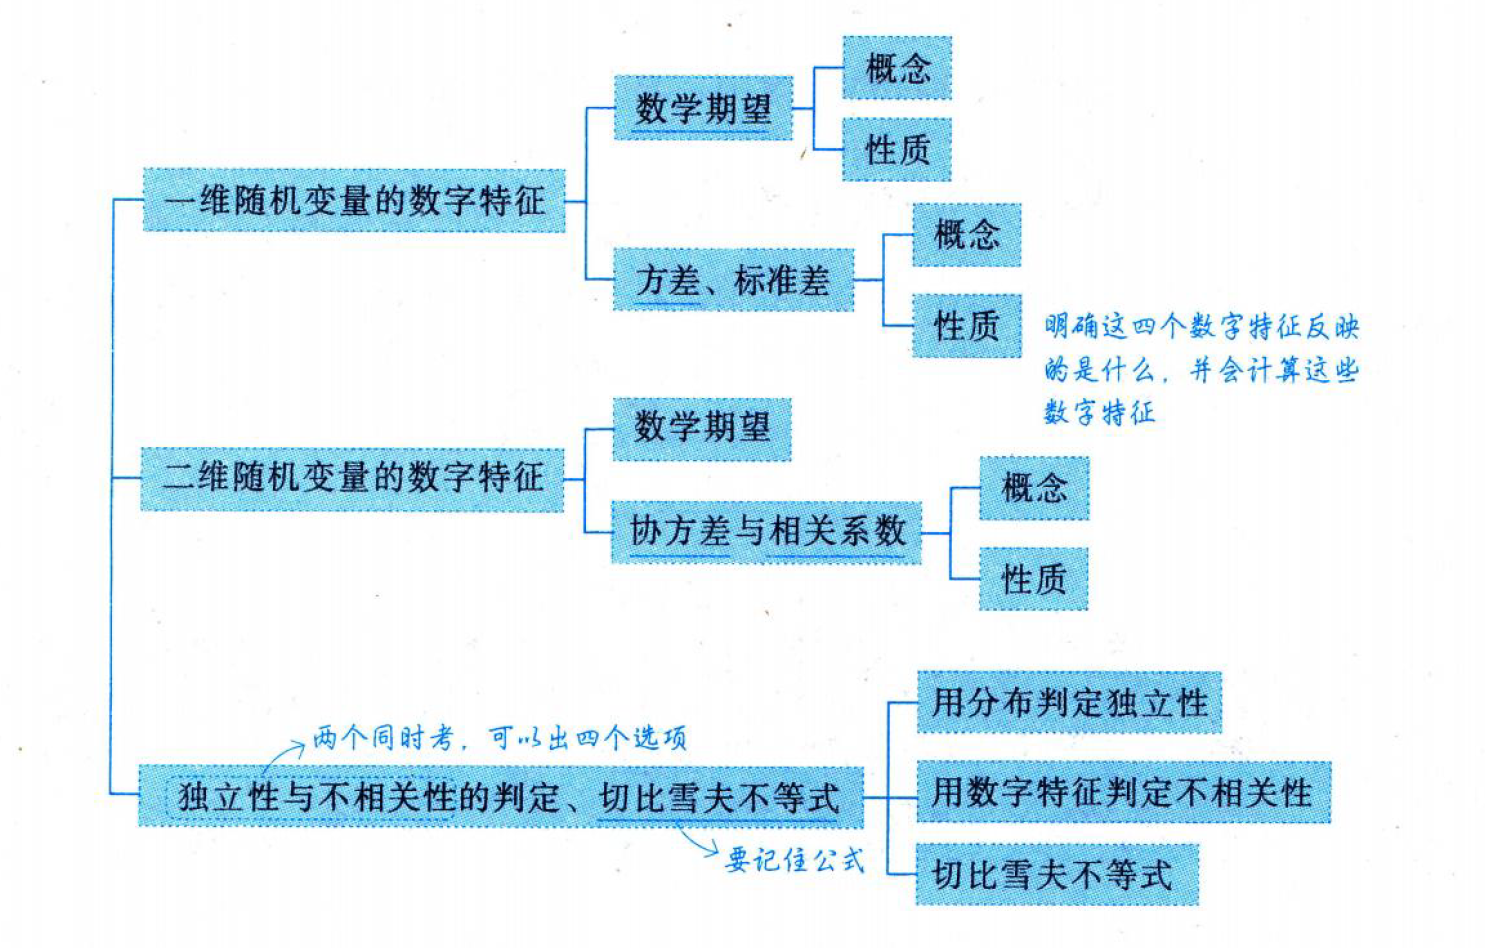 概念
数学期望
性质
一维随机变量的数字特征
概念
方差、标准差
性质
明确这四个数字特征反映
的是什么，并会计算这些
数字特征
数学期望
二维随机变量的数字特征
概念
协方差与相关系数
性质
用分布判定独立性
两个同时考，可以出四个选项
独立性与不相关性的判定、切比雪夫不等式
用数字特征判定不相关性
要记住公式
切比雪夫不等式